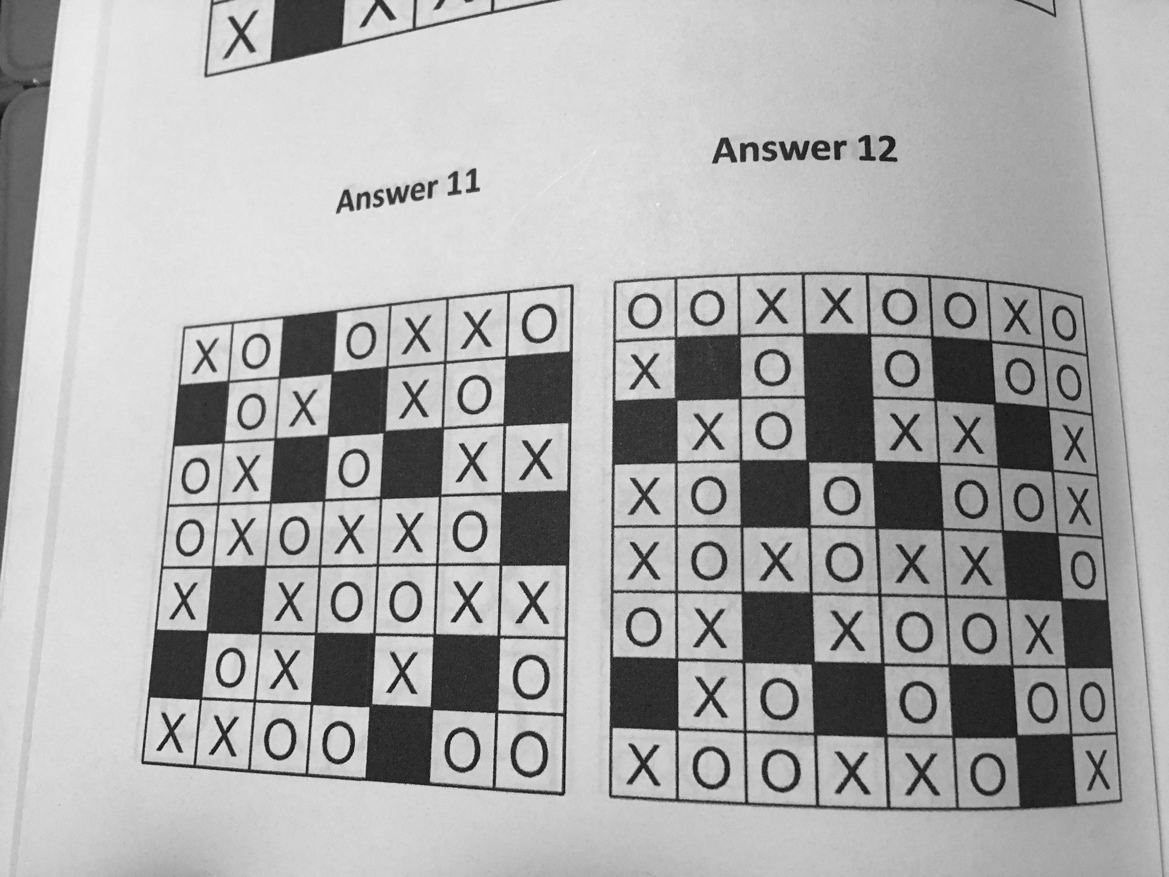 X X X
Answer 11
Answer 12
X O O X X O
O X X O
O X O X X
O X O X X O
X X O O X X
O X X O
X X O O O O
O O X X O O X O
X O O O O
X O X X X
X O O O O X
X O X O X X O
O X X O O X
X O O O O
X O O X X O X